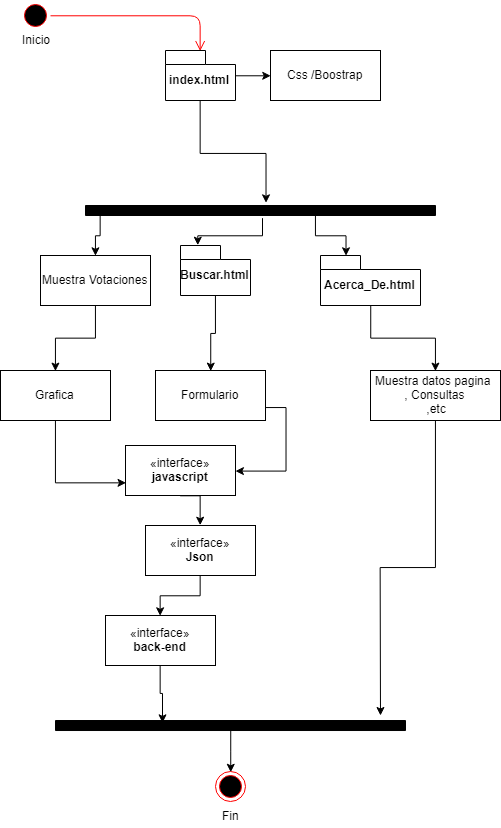 Inicio
index.html
Css /Boostrap
Muestra Votaciones
Buscar.html
Acerca_De.html
Grafica
Formulario
Muestra datos pagina
, Consultas
,etc
«interface»
javascript
«interface»
Json
«interface»
back-end
Fin